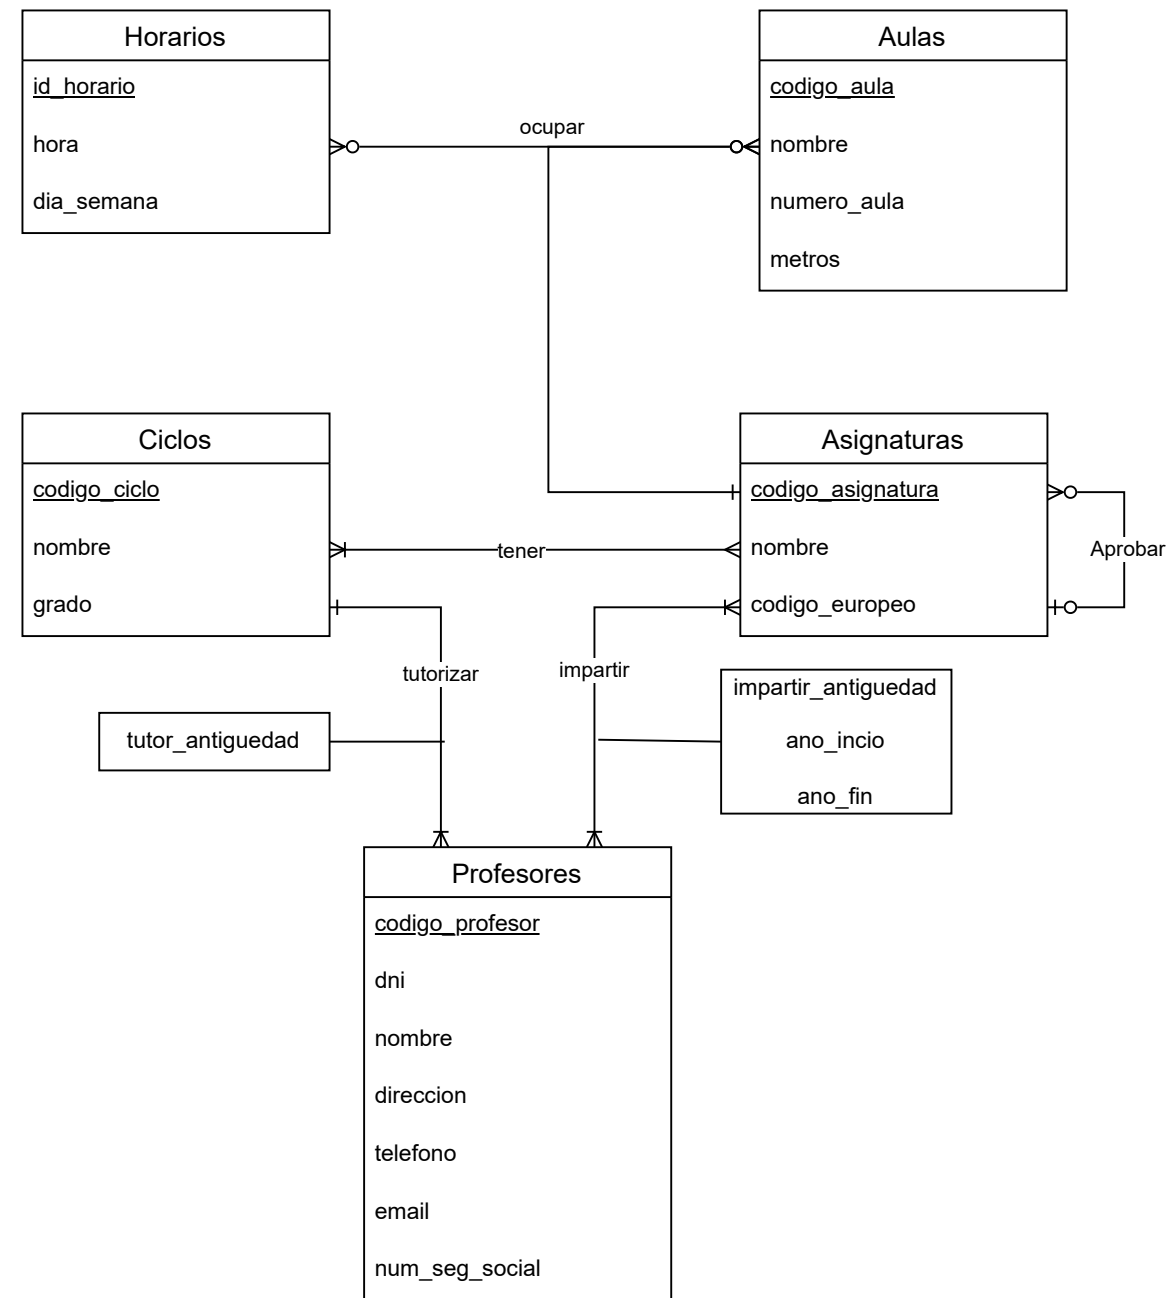 Horarios
id_horario
hora
dia_semana
ocupar
Aulas
codigo_aula
nombre
numero_aula
metros
Ciclos
codigo_ciclo
nombre
grado
tener
Asignaturas
codigo_asignatura
nombre
codigo_europeo
Aprobar
tutorizar
impartir
tutor_antiguedad
impartir_antiguedad
ano_incio
ano_fin
Profesores
codigo_profesor
dni
nombre
direccion
telefono
email
num_seg_social